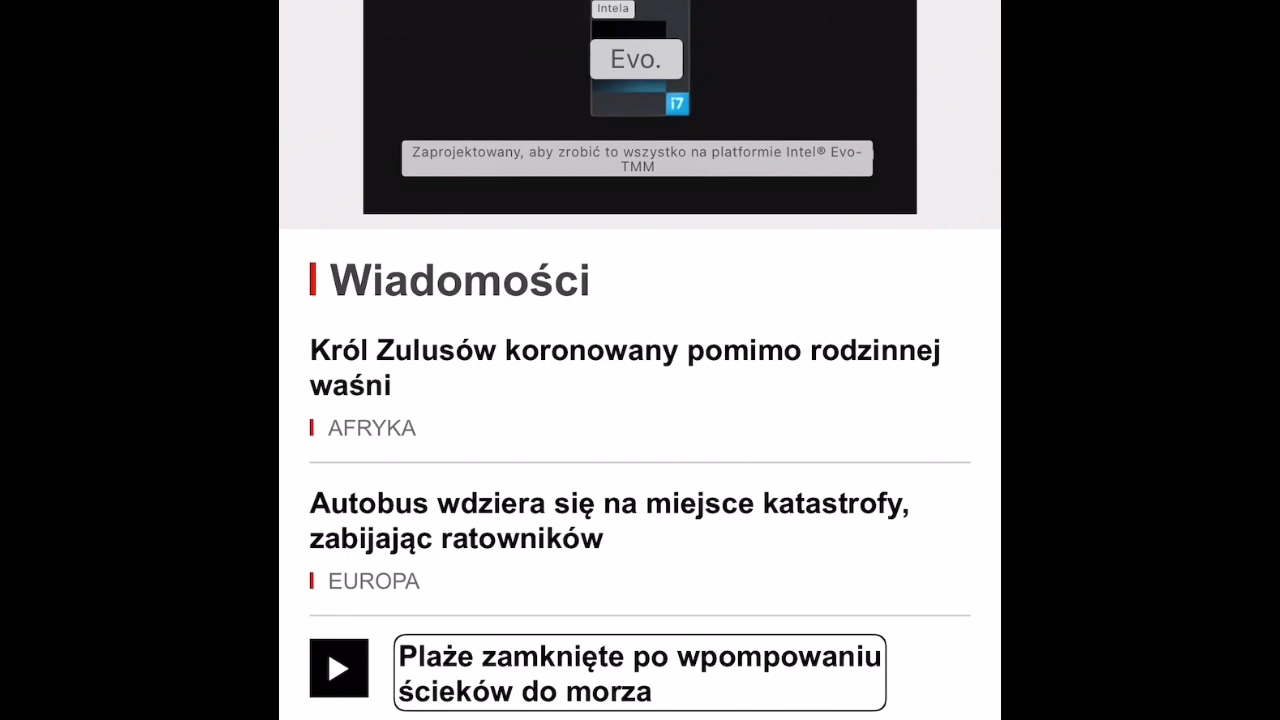 Intela
Evo.
i7
Zaprojektowany, aby zrobić to wszystko na platformie Intel® Evo-
TMM
Wiadomości
Król Zulusów koronowany pomimo rodzinnej
waśni
AFRYKA
Autobus wdziera się na miejsce katastrofy,
zabijając ratowników
EUROPA
Plaże zamknięte po wpompowaniu
ścieków do morza